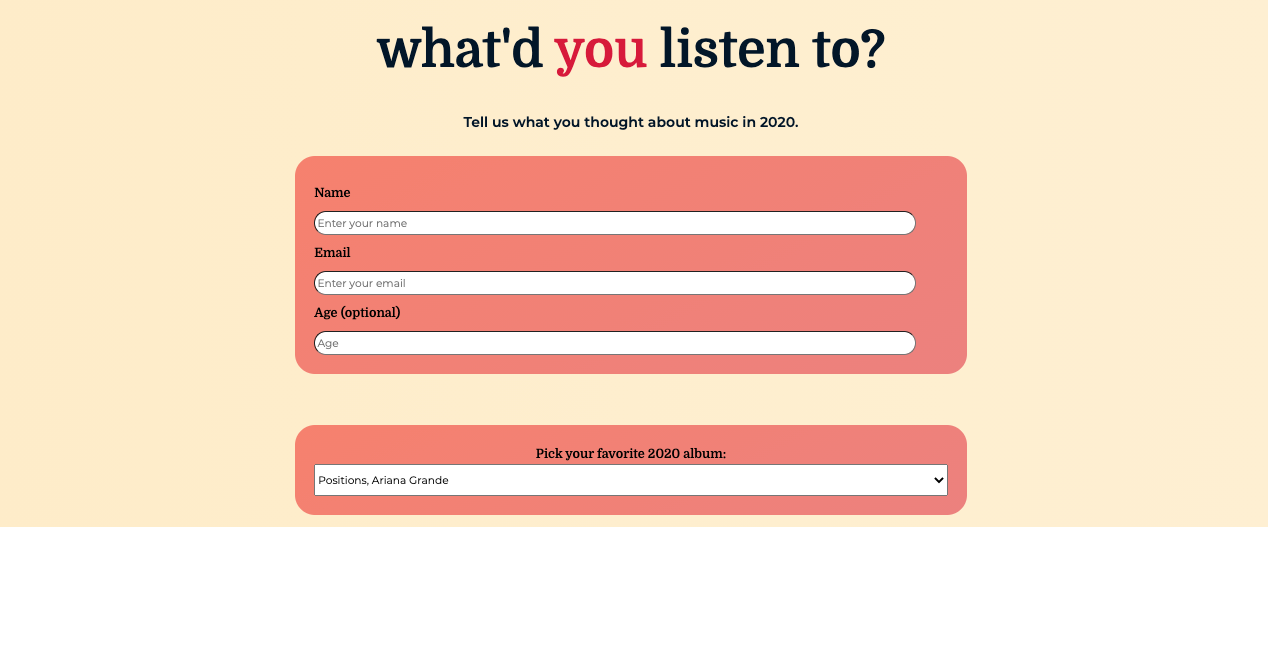 what'd you listen to?
Tell us what you thought about music in 2020.
Name
Enter your name
Email
Enter your email
Age (optional)
Age
Pick your favorite 2020 album:
Positions, Ariana Grande